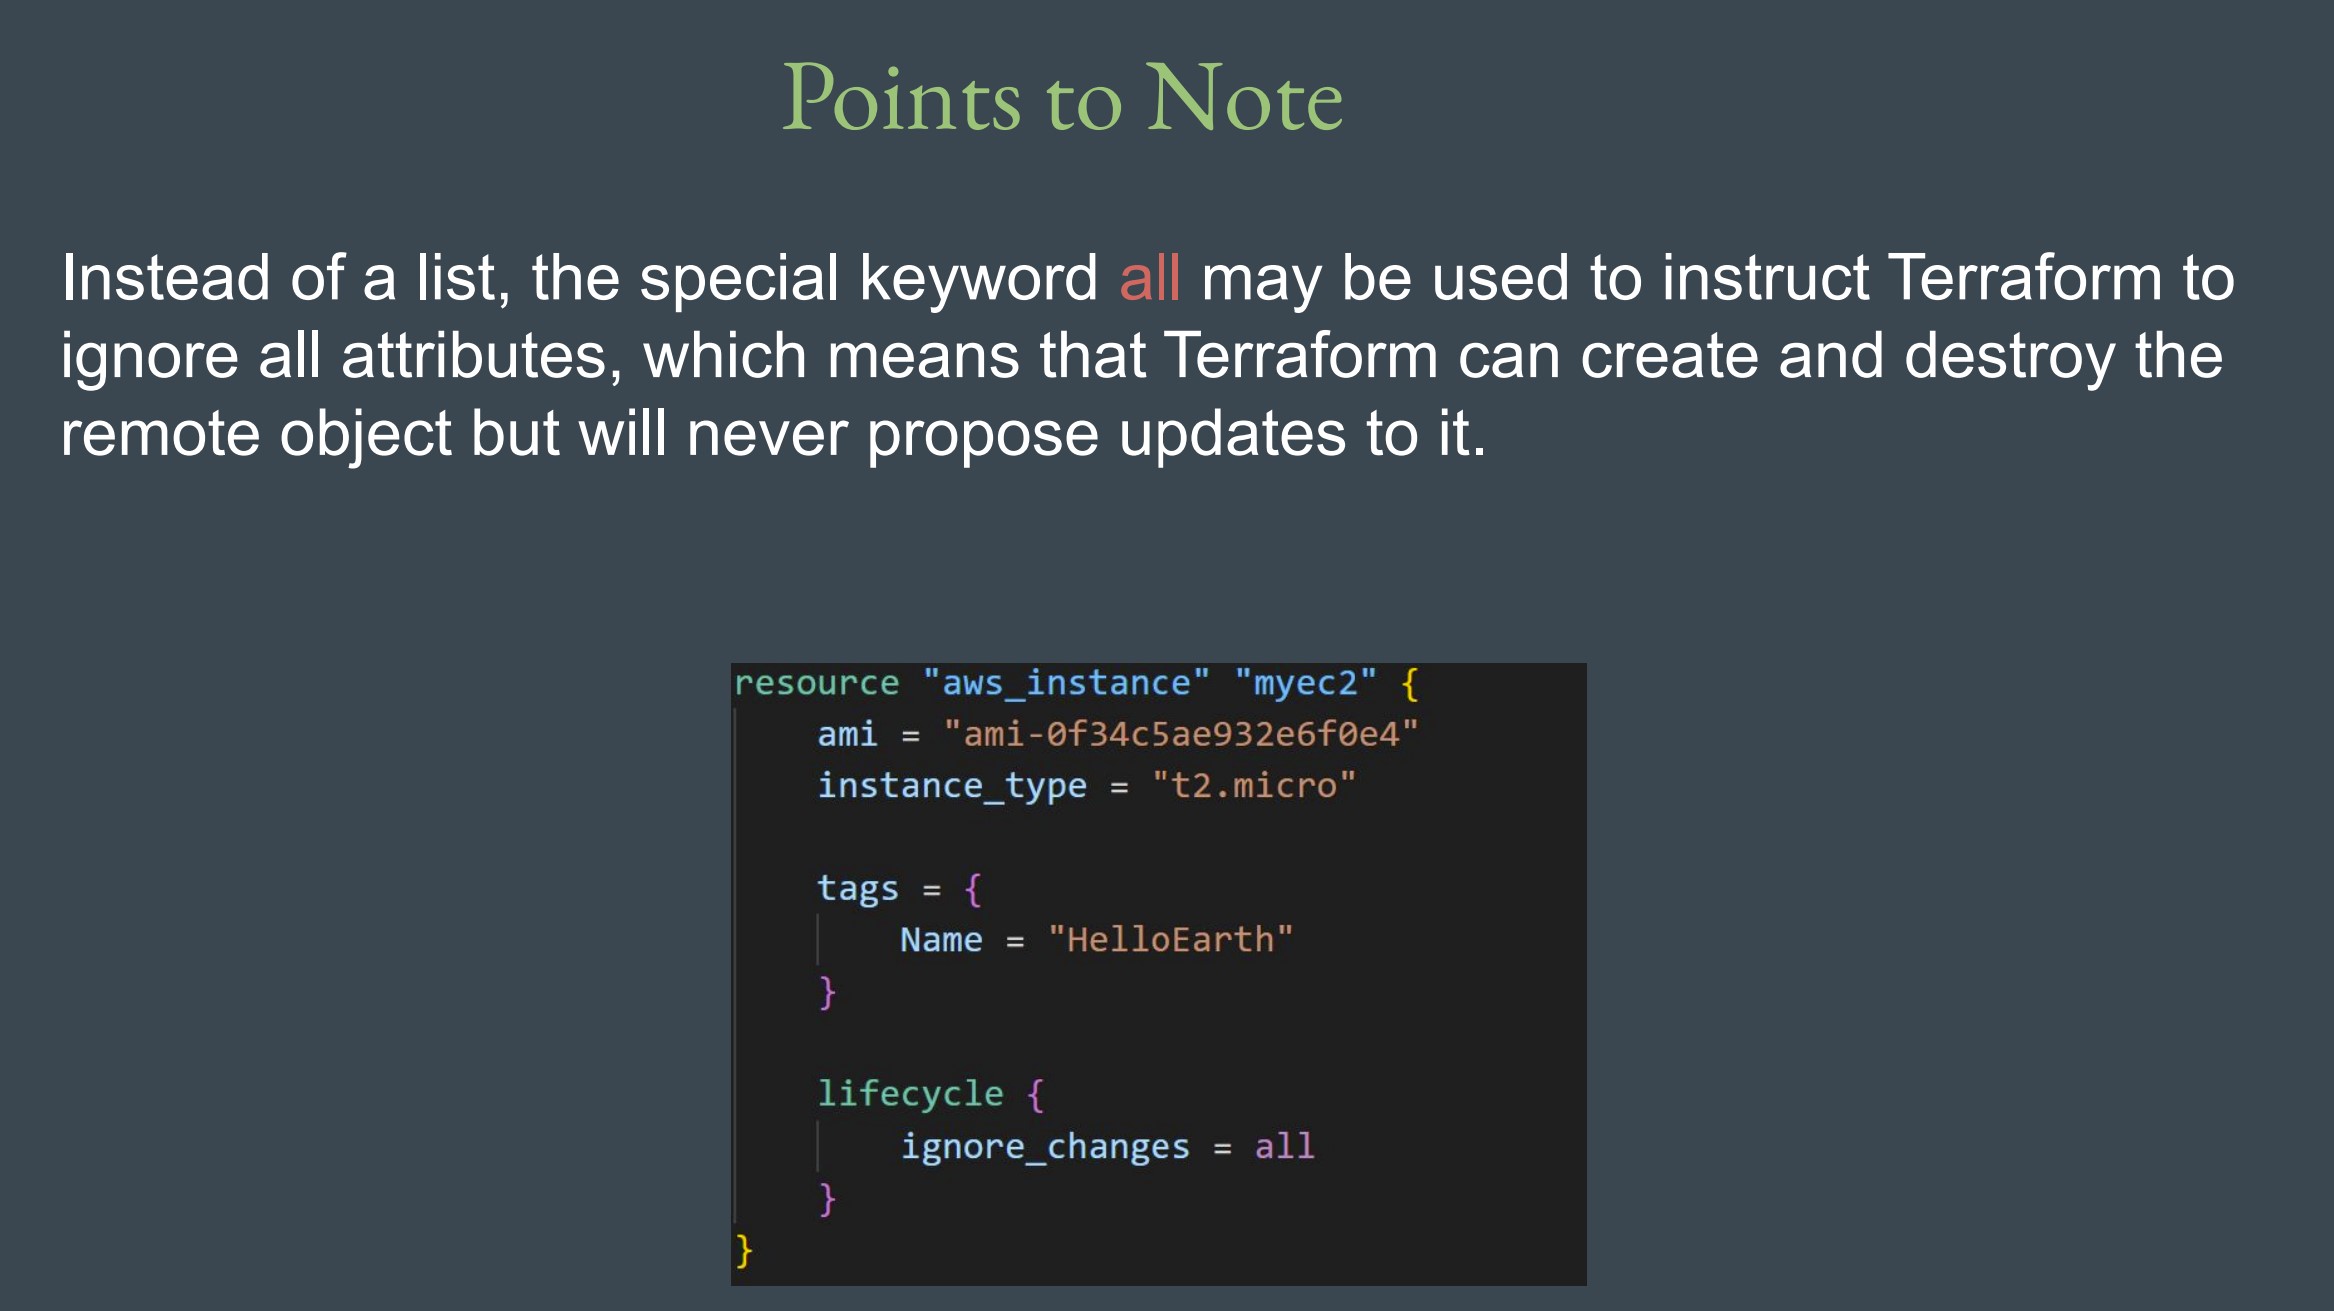 Points to Note
Instead of a list, the special keyword all may be used to instruct Terraform to
ignore all attributes, which means that Terraform can create and destroy the
remote object but will never propose updates to it.
resource "aws_instance" "myec2" {
    ami = "ami-0f34c5ae932e6f0e4"
    instance_type = "t2.micro"
    tags = {
        Name = "HelloEarth"
    }
    lifecycle {
        ignore_changes = all
    }
}